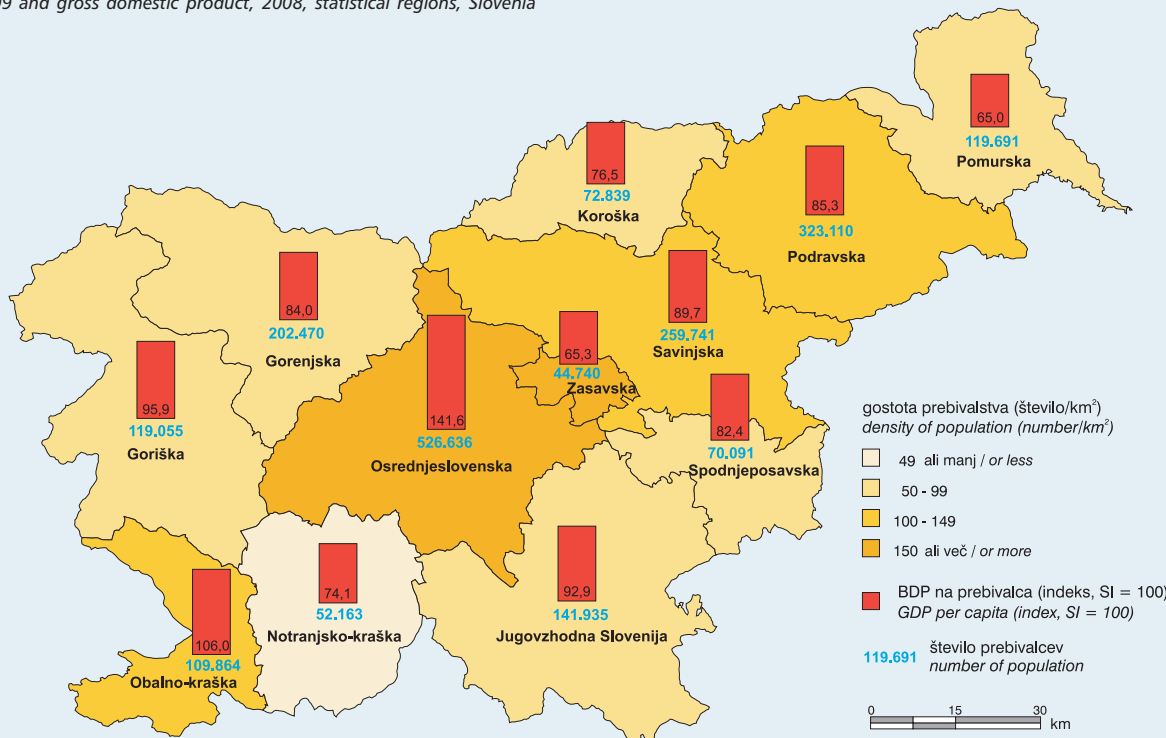 9 and gross domestic product, 2008, statistical regions, Slovenia
65,0
119.691
Pomurska
76,5
72.839
Koroška
85,3
323.110
Podravska
84,0
202.470
Gorenjska
89,7
259.741
Savinjska
65,3
44.740
Zasavska
95,9
119.055
Goriška
141,6
526.636
Osrednjeslovenska
82,4
70.091
Spodnjeposavska
74,1
52.163
Notranjsko-kraška
92,9
141.935
Jugovzhodna Slovenija
106,0
109.864
Obalno-kraška
gostota prebivalstva (število/km²)
density of population (number/km²)
49 ali manj / or less
50 - 99
100 - 149
150 ali več / or more
BDP na prebivalca (indeks, SI = 100)
GDP per capita (index, SI = 100)
119.691 število prebivalcev
number of population
0 15 30
km